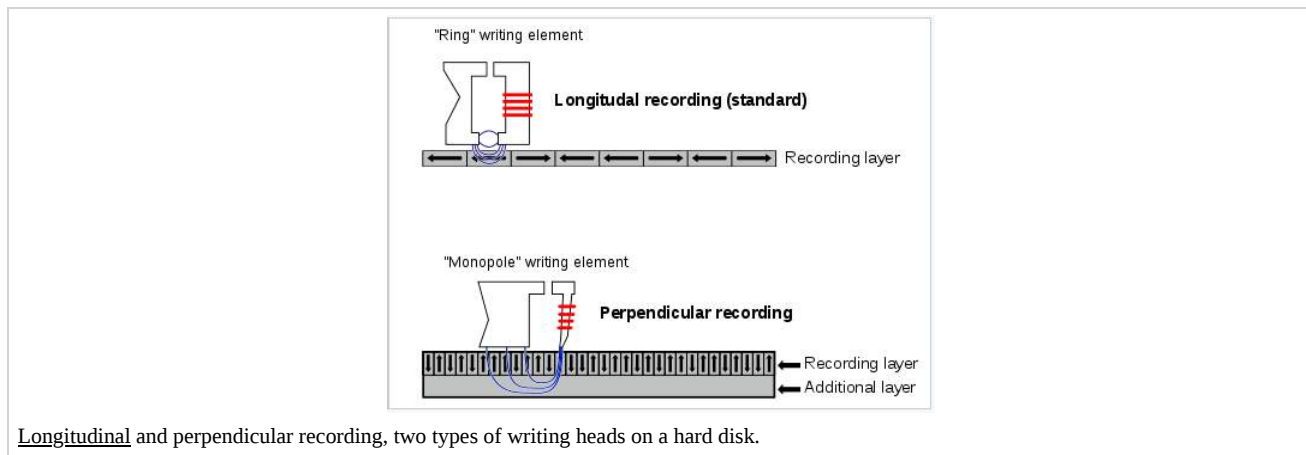 "Ring" writing element
Longitudal recording (standard)
Recording layer
"Monopole" writing element
Perpendicular recording
Recording layer
Additional layer
Longitudinal and perpendicular recording, two types of writing heads on a hard disk.